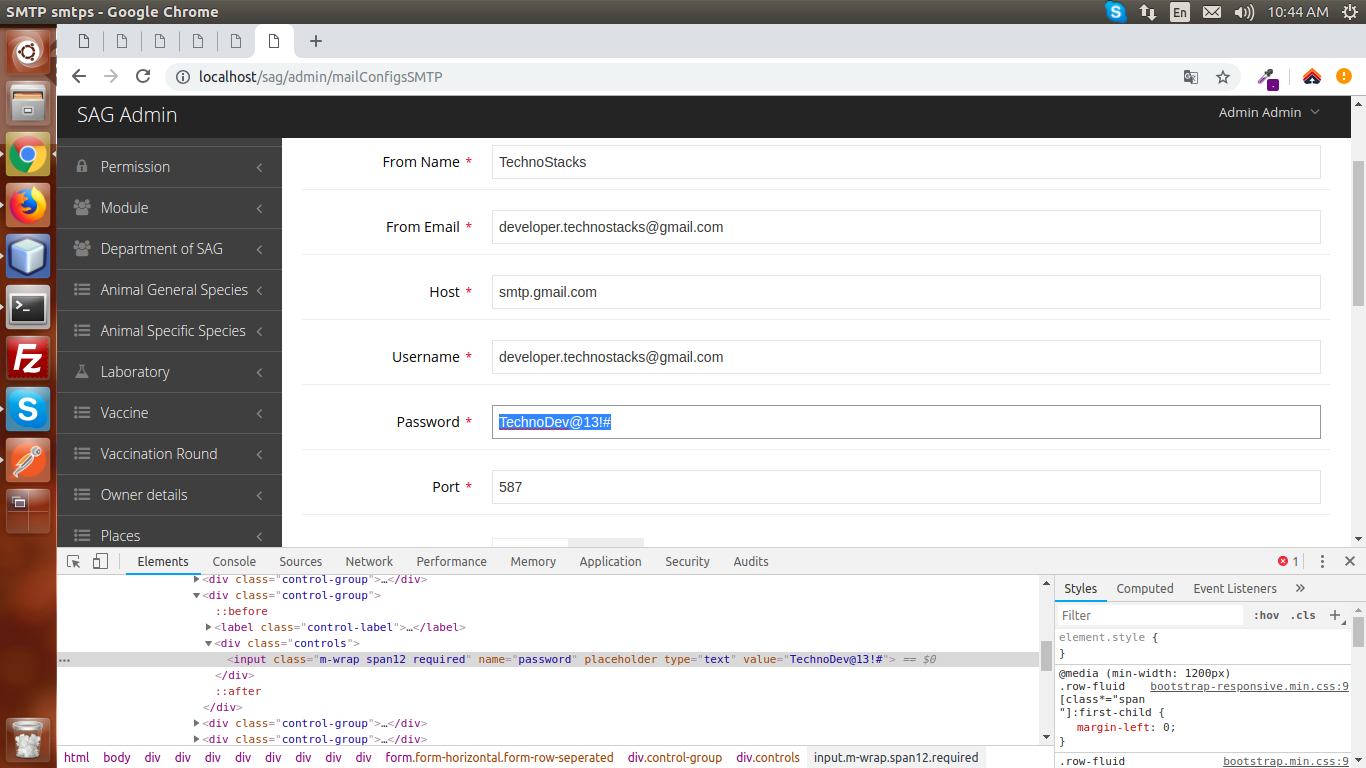 SMTP smtps - Google Chrome
En
10:44 AM
localhost/sag/admin/mailConfigsSMTP
SAG Admin
Admin Admin
Permission
Module
Department of SAG
Animal General Species
Animal Specific Species
Laboratory
Vaccine
Vaccination Round
Owner details
Places
From Name *
TechnoStacks
From Email *
developer.technostacks@gmail.com
Host *
smtp.gmail.com
Username *
developer.technostacks@gmail.com
Password *
TechnoDev@13!#
Port *
587
Elements Console Sources Network Performance Memory Application Security Audits
1
<div class="control-group">…</div>
<div class="control-group">
::before
<label class="control-label">…</label>
<div class="controls">
<input class="m-wrap span12 required" name="password" placeholder type="text" value="TechnoDev@13!#"> == $0
</div>
::after
</div>
<div class="control-group">…</div>
<div class="control-group">…</div>
html body div div div div div div div form.form-horizontal.form-row-seperated div.control-group div.controls input.m-wrap.span12.required
Styles Computed Event Listeners »
Filter :hov .cls +
element.style {
}
@media (min-width: 1200px)
.row-fluid bootstrap-responsive.min.css:9
[class*="span
"]:first-child {
margin-left: 0;
}
.row-fluid bootstrap.min.css:9